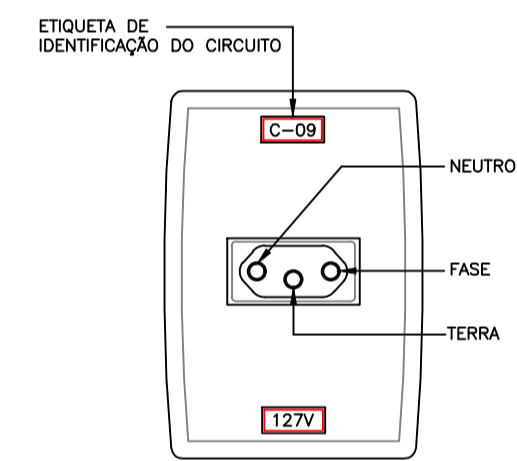 ETIQUETA DE
IDENTIFICAÇÃO DO CIRCUITO
C-09
NEUTRO
FASE
TERRA
127V